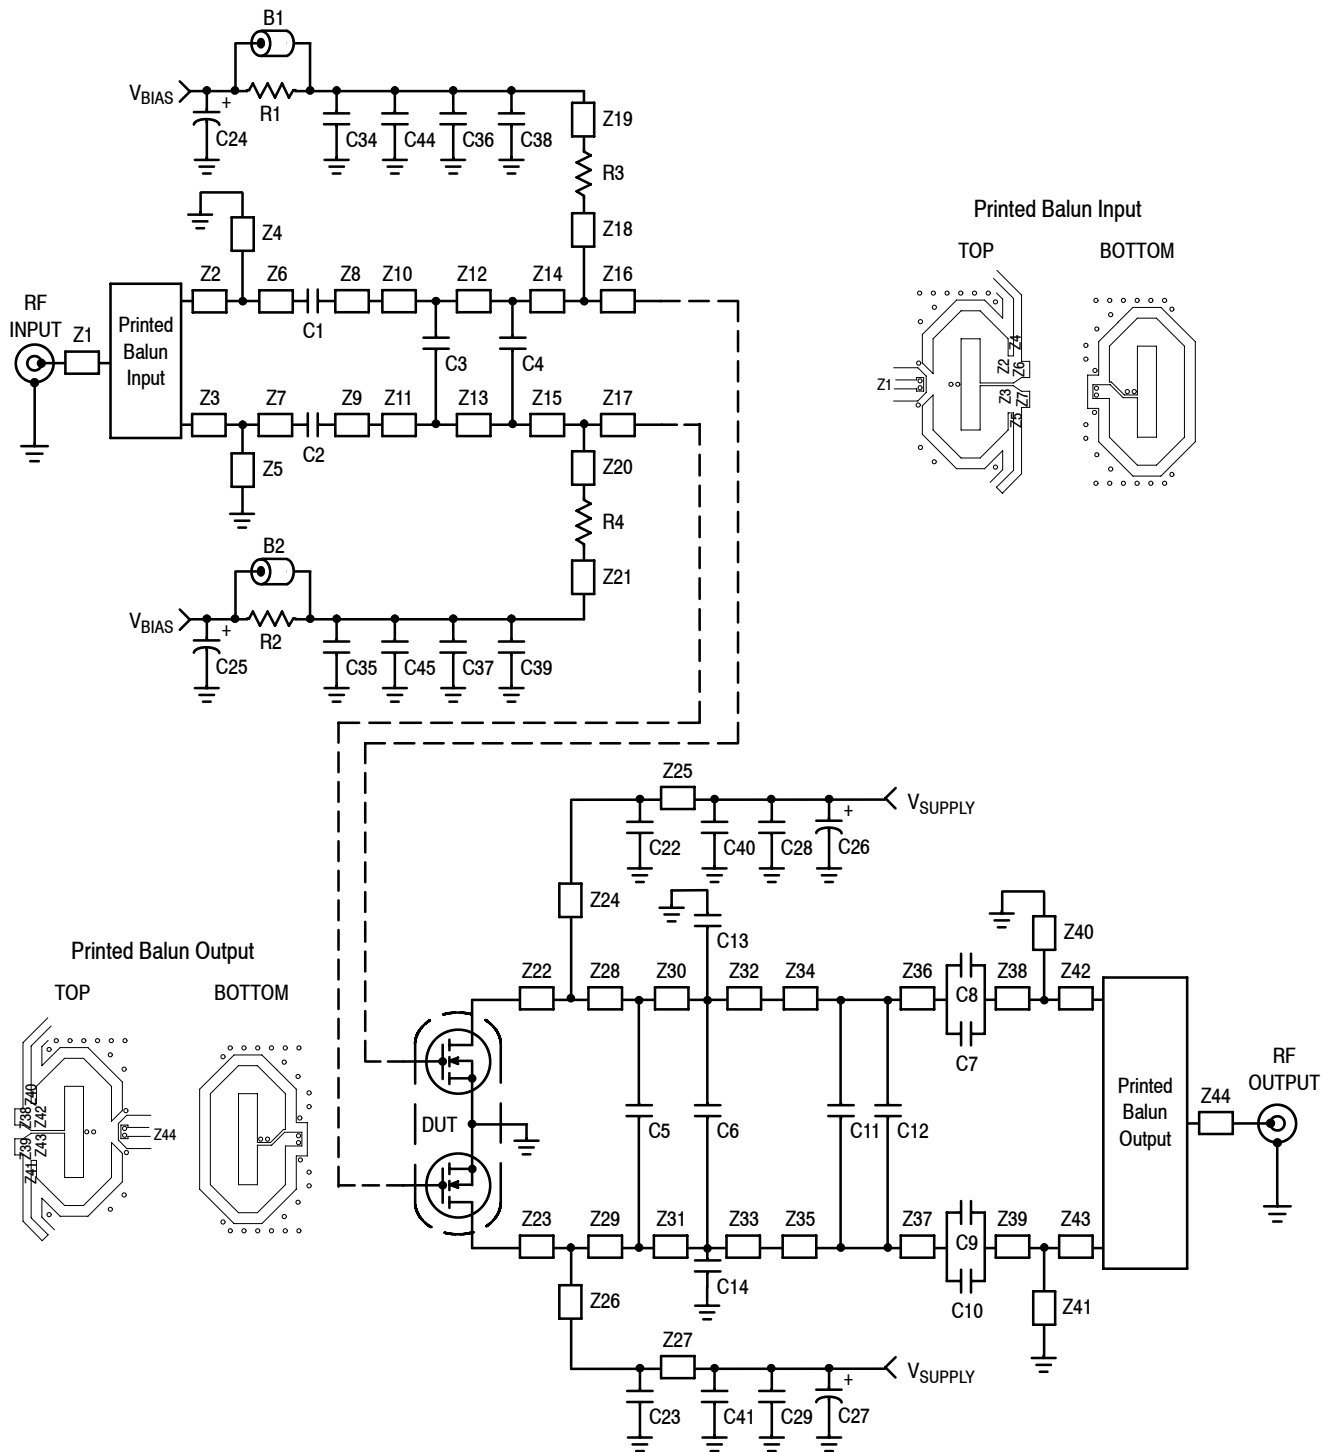 B1
VBIAS
+
R1
C24
C34
C44
C36
C38
Z19
R3
Z18
Z4
Z2
Z6
Z8
Z10
Z12
Z14
Z16
RF
INPUT
Z1
Printed
Balun
Input
C1
C3
C4
Z3
Z7
Z9
Z11
Z13
Z15
Z17
C2
Z5
Z20
R4
Z21
B2
VBIAS
+
R2
C25
C35
C45
C37
C39
Printed Balun Input
TOP
BOTTOM
Z1
Z4
Z2
Z6
Z3
Z7
Z5
Z25
VSUPPLY
+
C22
C40
C28
C26
Z24
C13
Z40
Z22
Z28
Z30
Z32
Z34
Z36
C8
Z38
Z42
C7
DUT
C5
C6
C11
C12
Printed
Balun
Output
Z44
RF
OUTPUT
Z23
Z29
Z31
Z33
Z35
Z37
C9
Z39
Z43
C14
C10
Z26
Z41
Z27
VSUPPLY
+
C23
C41
C29
C27
Printed Balun Output
TOP
BOTTOM
Z40
Z38
Z42
Z44
Z39
Z43
Z41